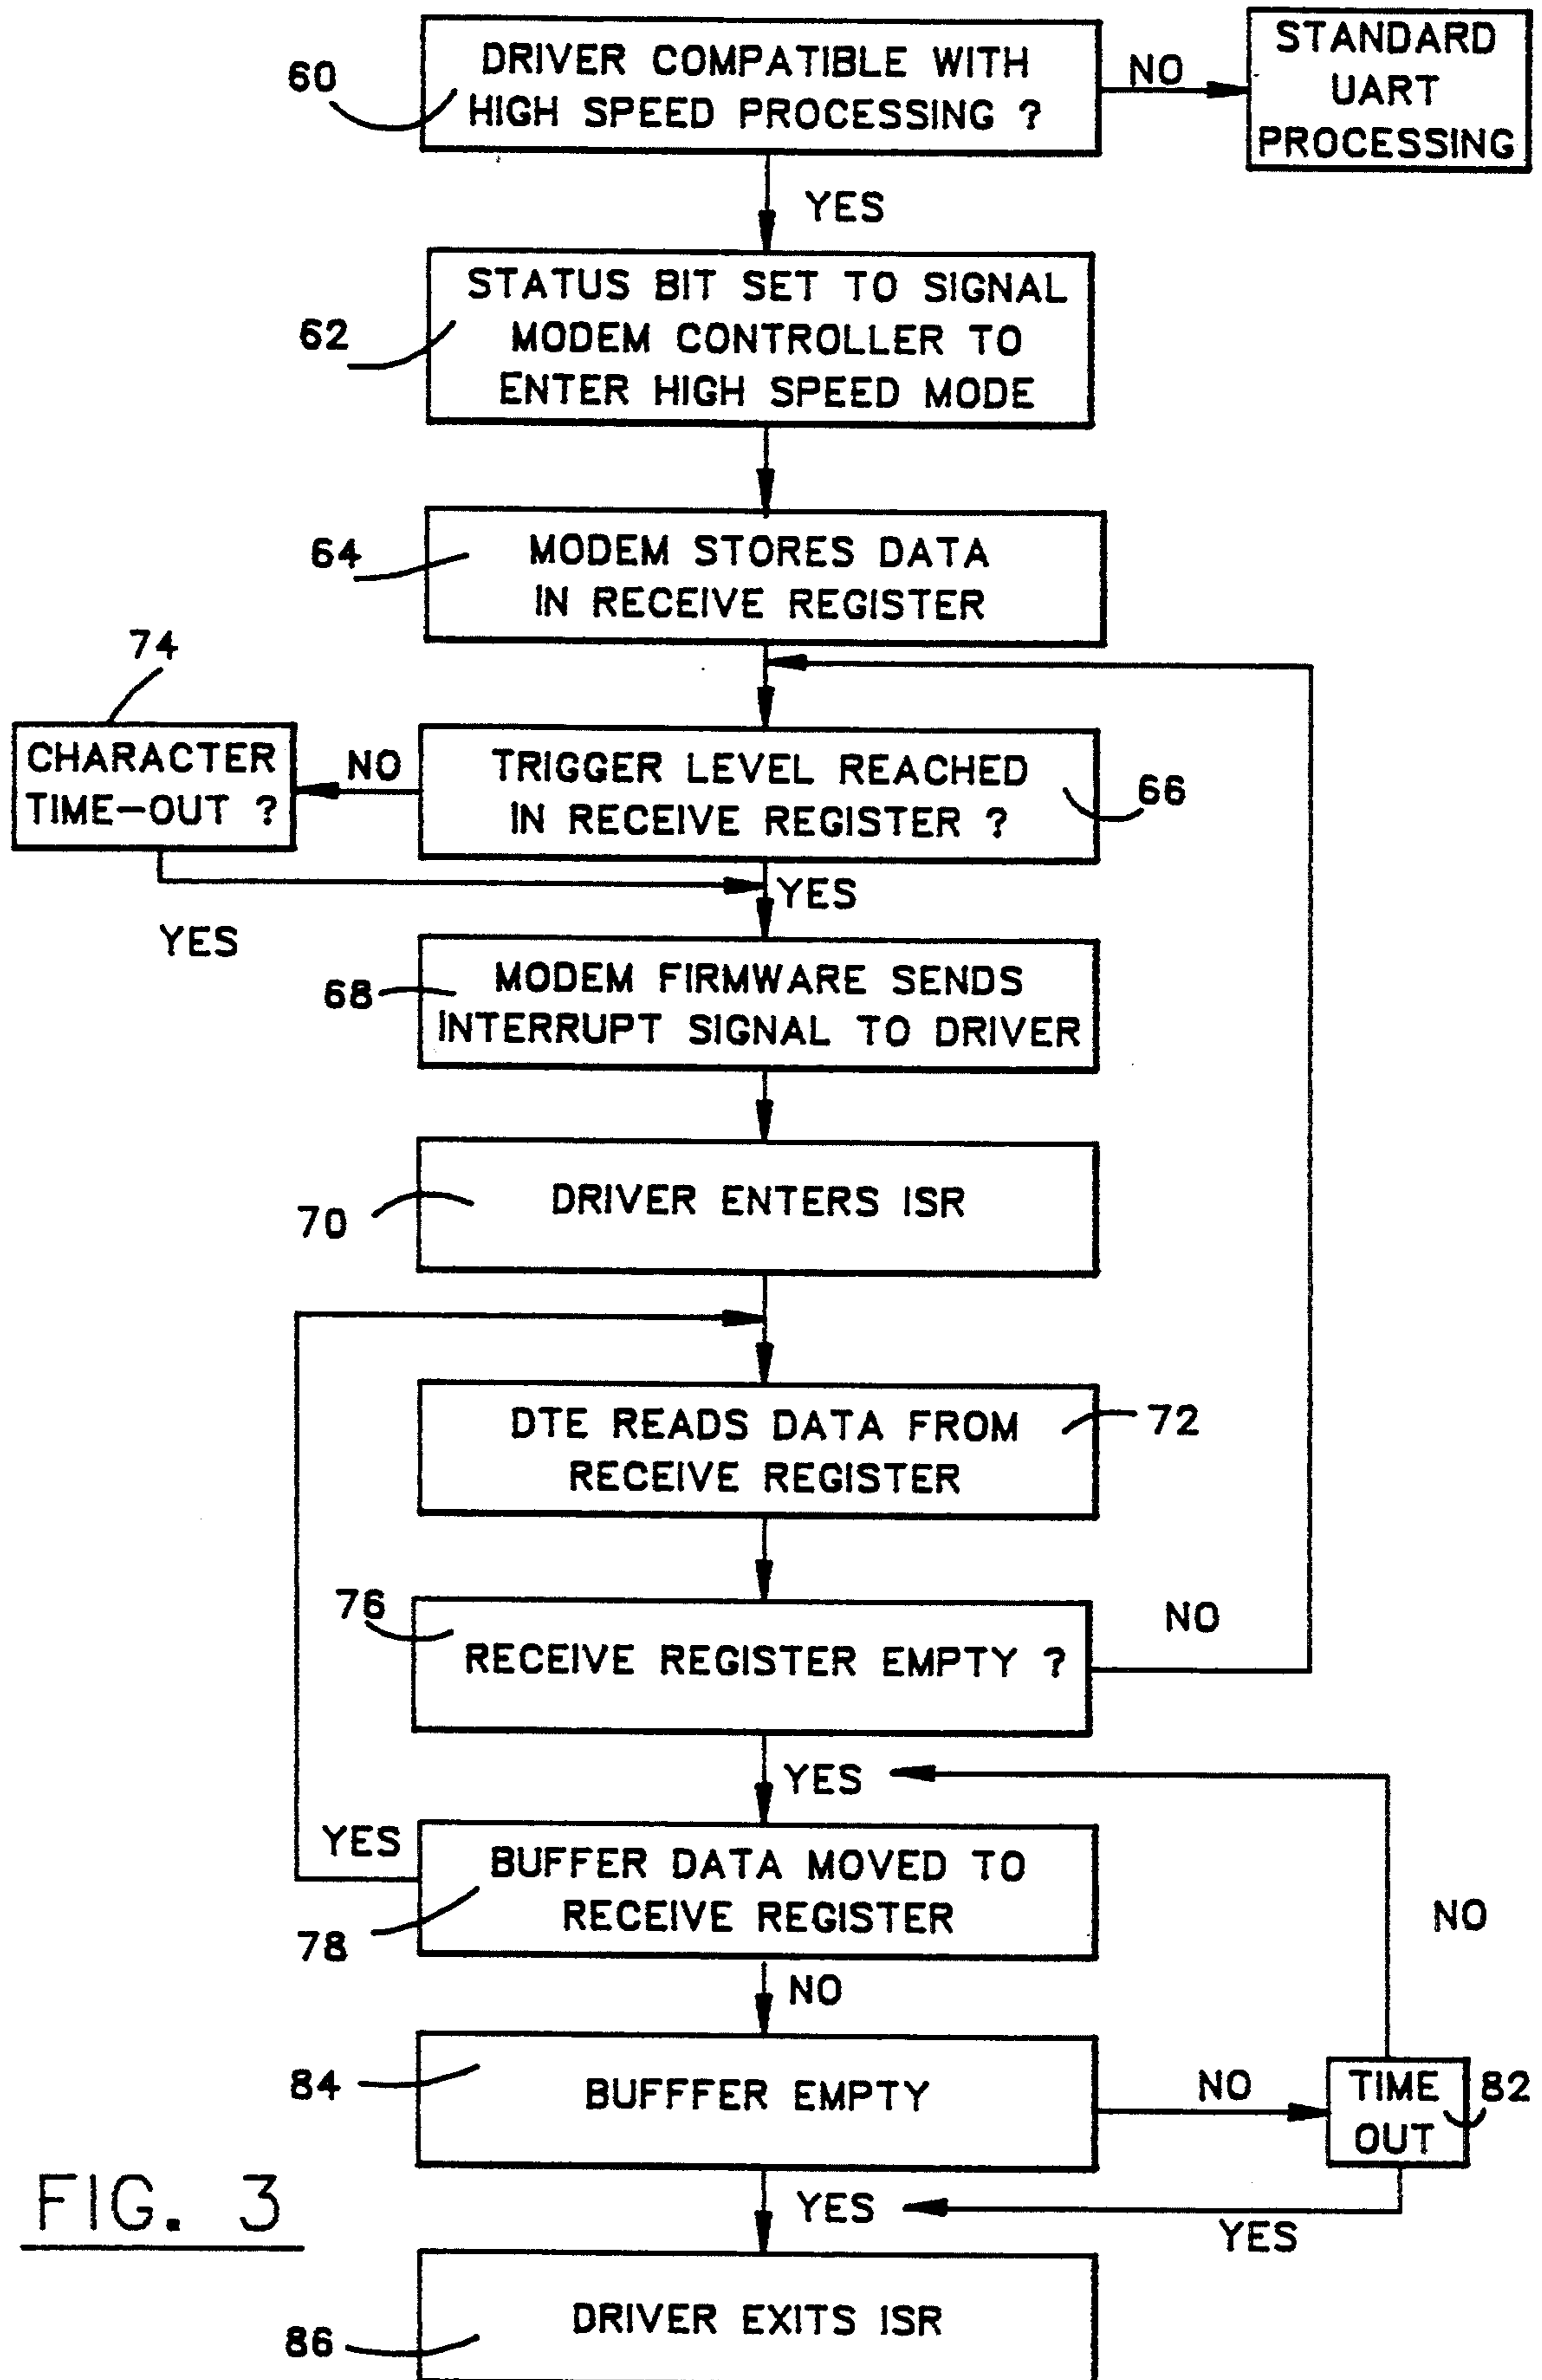 60
DRIVER COMPATIBLE WITH
HIGH SPEED PROCESSING ?
NO
STANDARD
UART
PROCESSING
YES
62
STATUS BIT SET TO SIGNAL
MODEM CONTROLLER TO
ENTER HIGH SPEED MODE
64
MODEM STORES DATA
IN RECEIVE REGISTER
74
CHARACTER
TIME-OUT ?
NO
TRIGGER LEVEL REACHED
IN RECEIVE REGISTER ?
66
YES
YES
68
MODEM FIRMWARE SENDS
INTERRUPT SIGNAL TO DRIVER
70
DRIVER ENTERS ISR
DTE READS DATA FROM
RECEIVE REGISTER
72
76
RECEIVE REGISTER EMPTY ?
NO
YES
YES
BUFFER DATA MOVED TO
RECEIVE REGISTER
78
NO
NO
84
BUFFFER EMPTY
NO
TIME
OUT
82
YES
YES
FIG. 3
DRIVER EXITS ISR
86